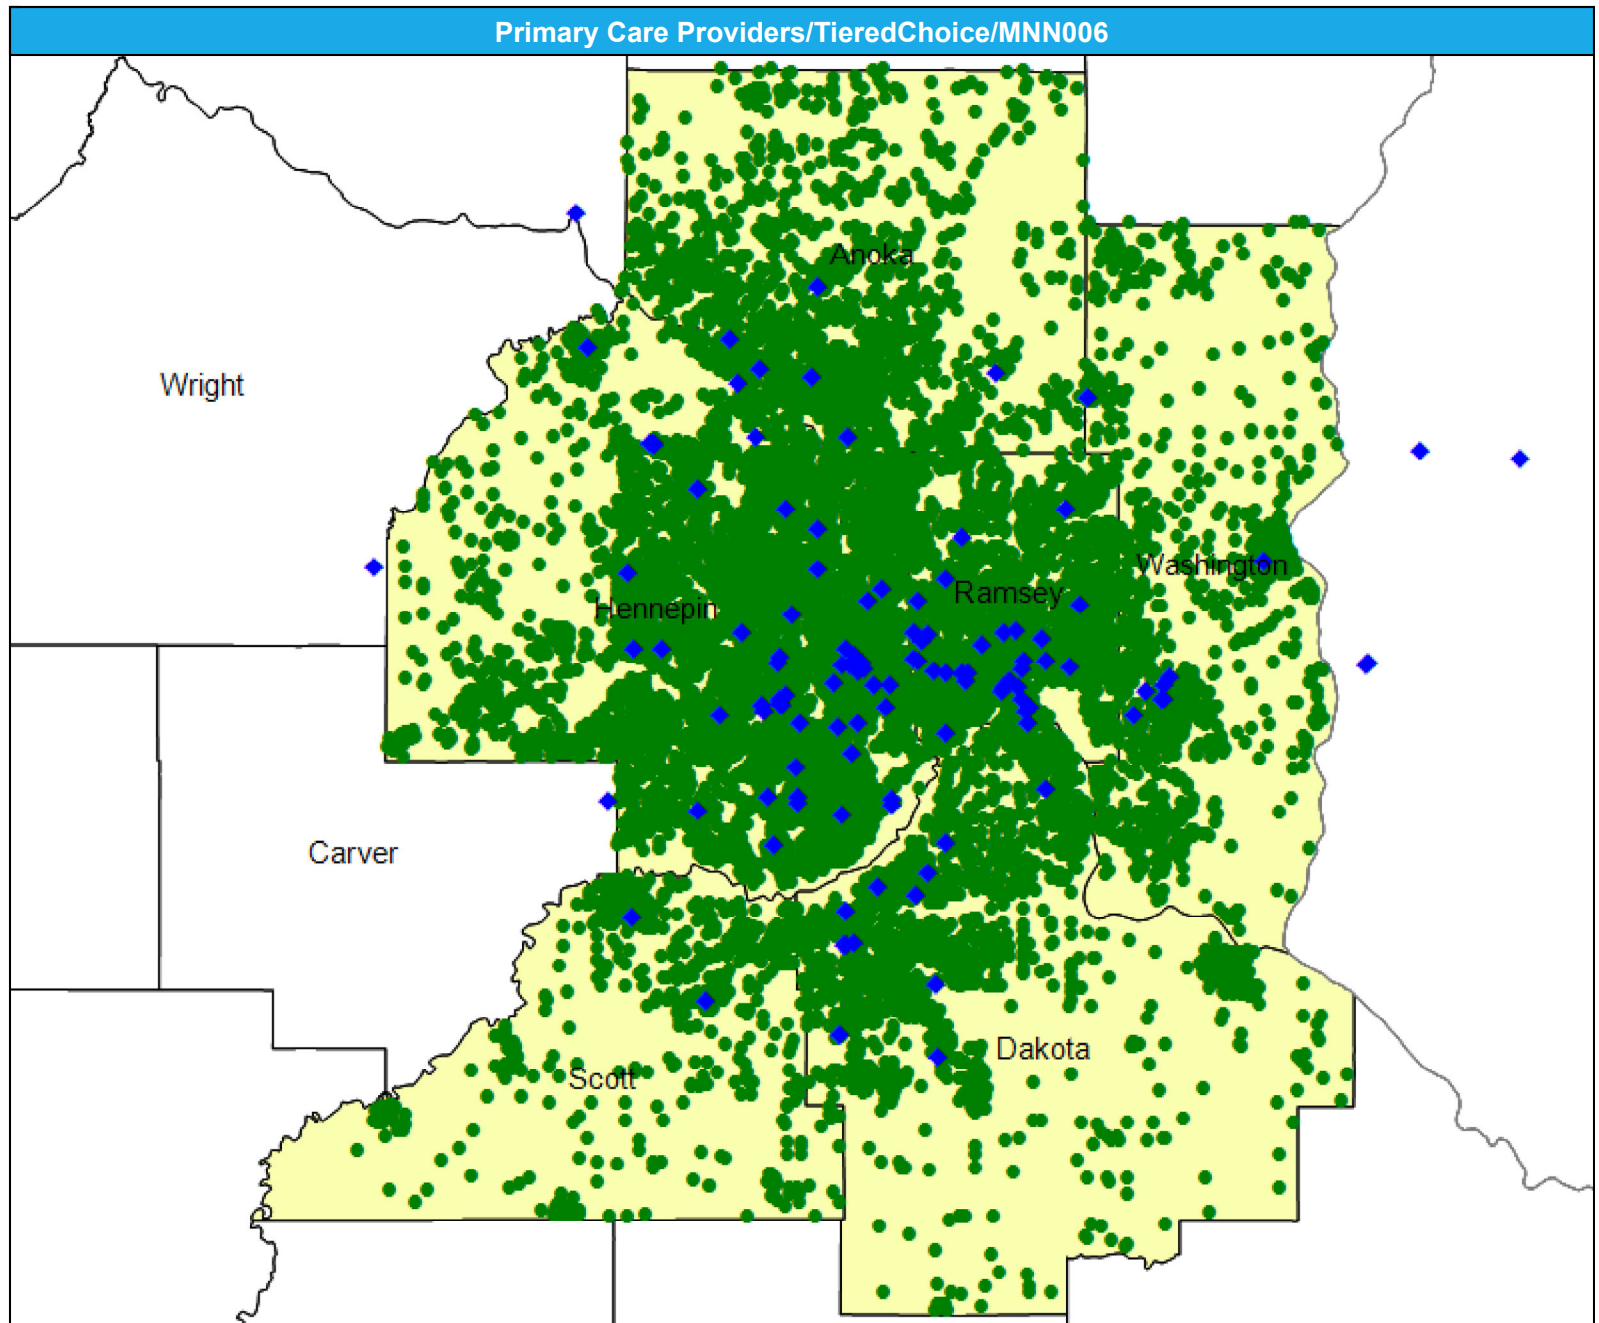 Primary Care Providers/TieredChoice/MNN006
Anoka
Wright
Washington
Ramsey
Hennepin
Carver
Dakota
Scott